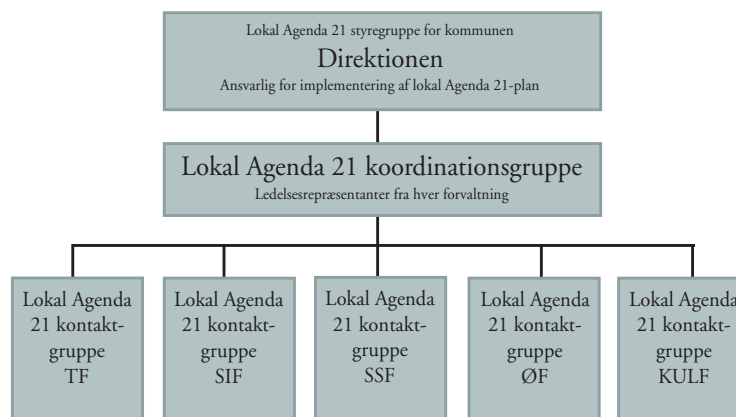 Lokal Agenda 21 styregruppe for kommunen
Direktionen
Ansvarlig for implementering af lokal Agenda 21-plan
Lokal Agenda 21 koordinationsgruppe
Ledelsesrepræsentanter fra hver forvaltning
Lokal Agenda
21 kontakt-
gruppe
TF
Lokal Agenda
21 kontakt-
gruppe
SIF
Lokal Agenda
21 kontakt-
gruppe
SSF
Lokal Agenda
21 kontakt-
gruppe
ØF
Lokal Agenda
21 kontakt-
gruppe
KULF